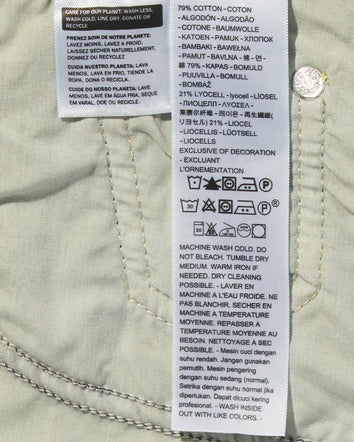 CARE FOR OUR PLANET: WASH LESS,
WASH COLD, LINE DRY, DONATE OR
RECYCLE
PRENEZ SOIN DE NOTRE PLANETE:
LAVEZ MOINS, LAVEZ A FROID,
LAISSEZ SECHER NATURELLEMENT,
DONNEZ OU RECYCLEZ
CUIDA NUESTRO PLANETA: LAVA
MENOS, LAVA EN FRIO, TIENDE LA
ROPA, DONA O RECICLA
CUIDE DO NOSSO PLANETA: LAVE
MENOS, LAVE EM ÁGUA FRIA, SEQUE
EM VARAL, DOE OU RECICLE.
79% COTTON - COTON
- ALGODÓN - ALGODÃO
- COTONE - BAUMWOLLE
- KATOEN - PAMUK - ХЛОПОК
- BAMBAKI - BAWEŁNA
- PAMUT - BAVLNA - 棉 - 면 -
綿 79% KAPAS - BOMULD
- PUUVILLA - BOMULL
- BOMBAŽ
21% LYOCELL - lyocell - LİOSEL
- ЛИОЦЕЛЛ - ΛΥΟΣΕΛ -
莱赛尔纤维 - 레이온 - 再生繊維(
リヨセル) 21% - LIOCEL
- LIOCELLIS - LÜOTSELL
- LIOCELLS
EXCLUSIVE OF DECORATION
- EXCLUANT
L'ORNEMENTATION
MACHINE WASH COLD. DO
NOT BLEACH. TUMBLE DRY
MEDIUM. WARM IRON IF
NEEDED. DRY CLEANING
POSSIBLE. - LAVER EN
MACHINE A L'EAU FROIDE. NE
PAS BLANCHIR. SECHER EN
MACHINE A TEMPERATURE
MOYENNE. REPASSER A
TEMPERATURE MOYENNE SI
BESOIN. NETTOYAGE A SEC
POSSIBLE. - Mesin cuci dengan
suhu rendah. Jangan gunakan
pemutih. Mesin pengering
dengan suhu sedang (normal).
Setrika dengan suhu normal jika
diperlukan. Dapat dicuci kering
profesional. - WASH INSIDE
OUT WITH LIKE COLORS. -